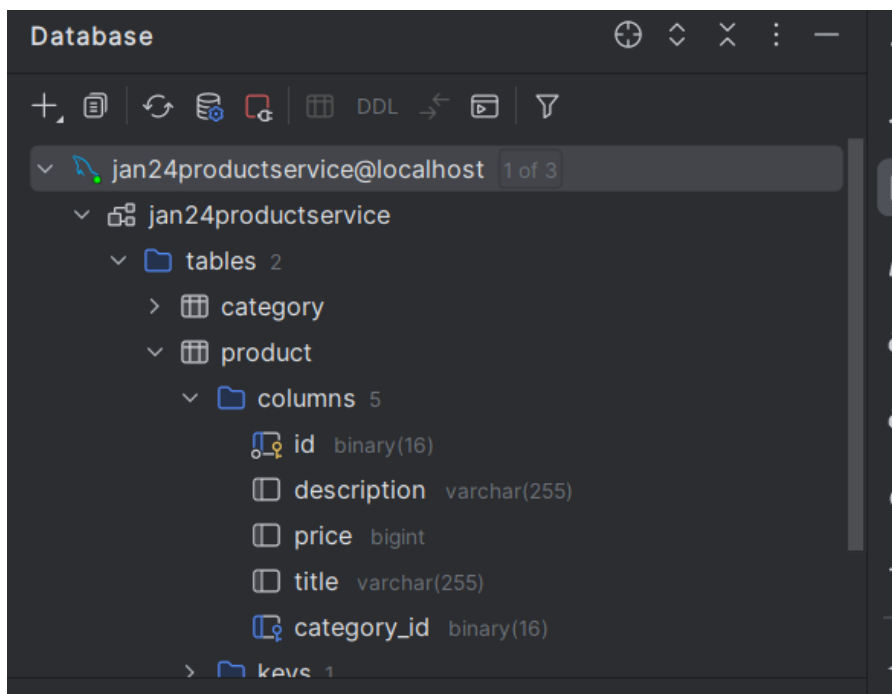 Database
DDL
jan24productservice@localhost 1 of 3
jan24productservice
tables 2
category
product
columns 5
id binary(16)
description varchar(255)
price bigint
title varchar(255)
category_id binary(16)
keys 1